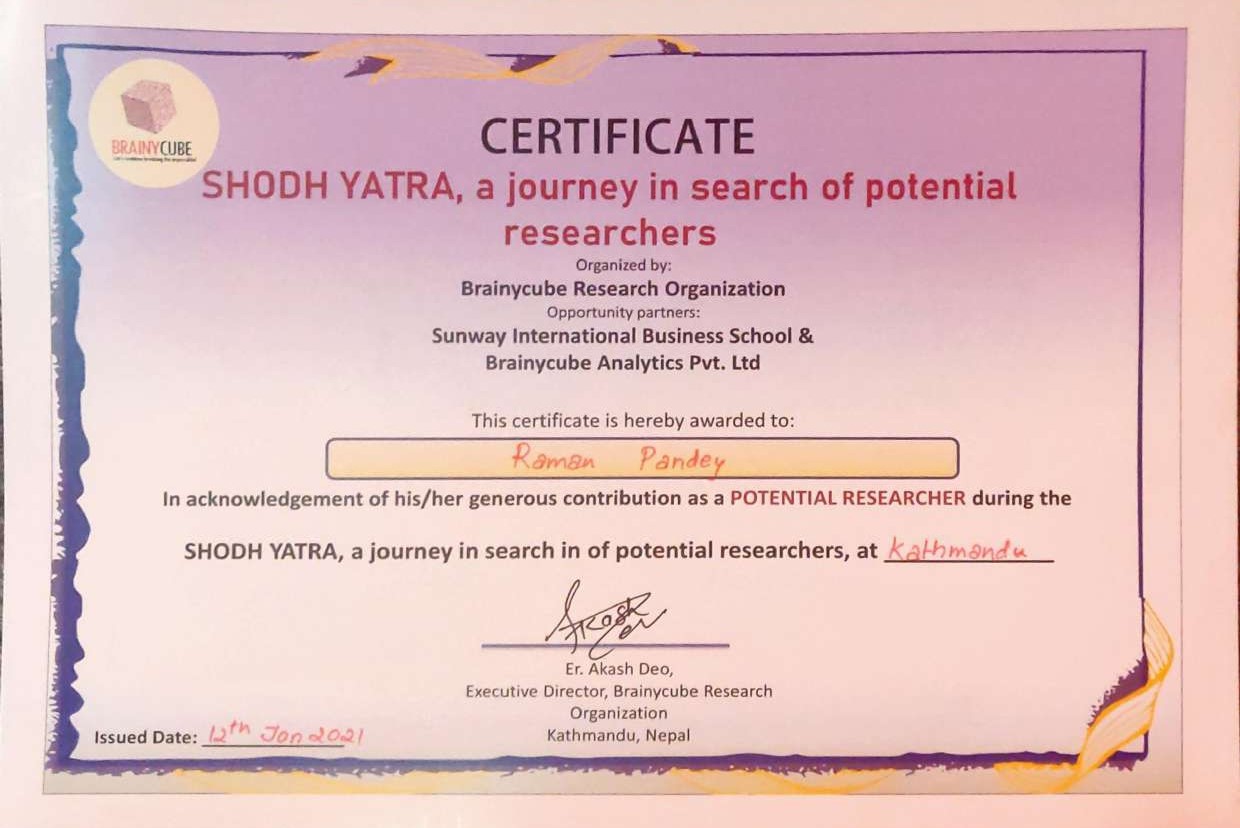 BRAINYCUBE
CERTIFICATE
SHODH YATRA, a journey in search of potential
researchers
Organized by:
Brainycube Research Organization
Opportunity partners:
Sunway International Business School &
Brainycube Analytics Pvt. Ltd
This certificate is hereby awarded to:
Raman Pandey
In acknowledgement of his/her generous contribution as a POTENTIAL RESEARCHER during the
SHODH YATRA, a journey in search in of potential researchers, at Kathmandu
Er. Akash Deo,
Executive Director, Brainycube Research
Organization
Kathmandu, Nepal
Issued Date: 12th Jan 2021